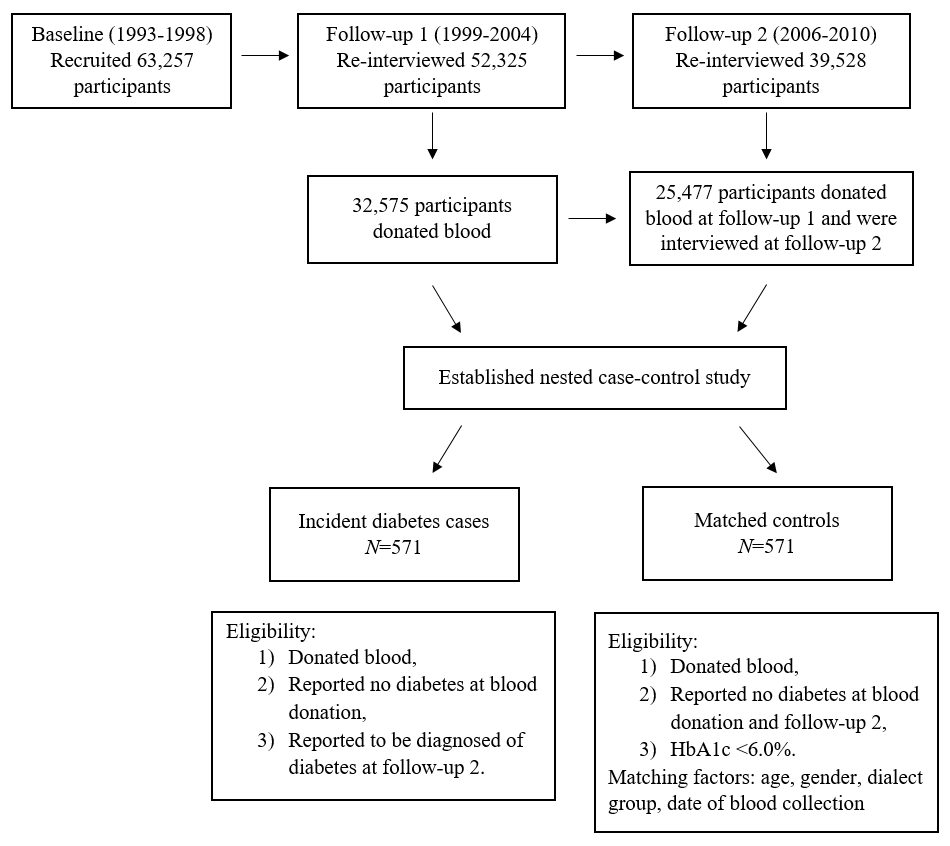 Baseline (1993-1998)
Recruited 63,257
participants
Follow-up 1 (1999-2004)
Re-interviewed 52,325
participants
Follow-up 2 (2006-2010)
Re-interviewed 39,528
participants
32,575 participants
donated blood
25,477 participants donated
blood at follow-up 1 and were
interviewed at follow-up 2
Established nested case-control study
Incident diabetes cases
N=571
Matched controls
N=571
Eligibility:
1) Donated blood,
2) Reported no diabetes at blood
donation,
3) Reported to be diagnosed of
diabetes at follow-up 2.
Eligibility:
1) Donated blood,
2) Reported no diabetes at blood
donation and follow-up 2,
3) HbA1c <6.0%.
Matching factors: age, gender, dialect
group, date of blood collection